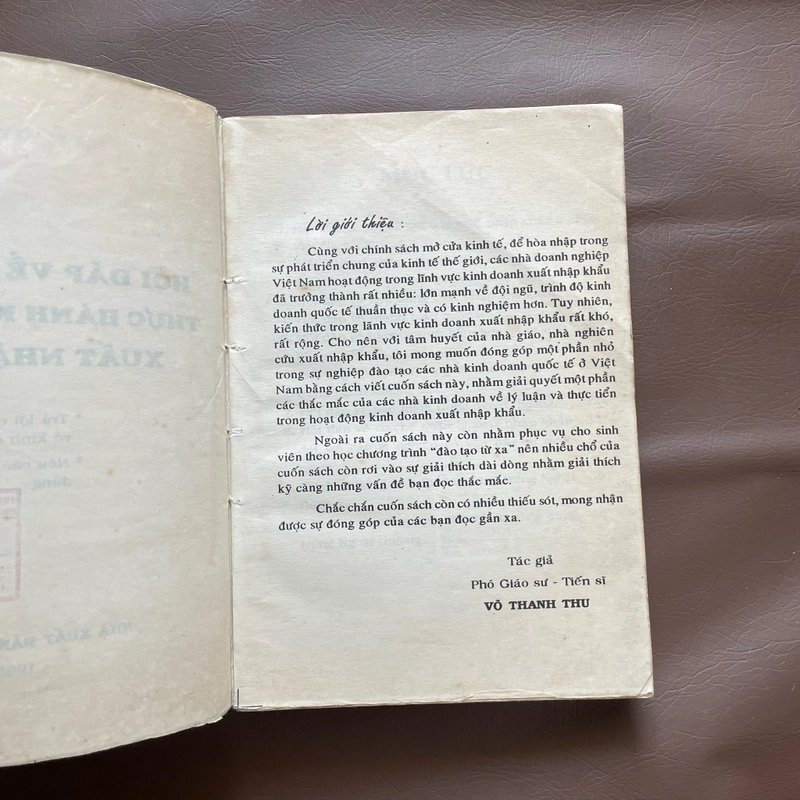 HỎI ĐÁP VỀ
THỰC HÀNH K
XUẤT NHẬ
Lời giới thiệu :
Cùng với chính sách mở cửa kinh tế, để hòa nhập trong
sự phát triển chung của kinh tế thế giới, các nhà doanh nghiệp
Việt Nam hoạt động trong lĩnh vực kinh doanh xuất nhập khẩu
đã trưởng thành rất nhiều: lớn mạnh về đội ngũ, trình độ kinh
doanh quốc tế thuần thục và có kinh nghiệm hơn. Tuy nhiên,
kiến thức trong lãnh vực kinh doanh xuất nhập khẩu rất khó,
rất rộng. Cho nên với tâm huyết của nhà giáo, nhà nghiên
cứu xuất nhập khẩu, tôi mong muốn đóng góp một phần nhỏ
trong sự nghiệp đào tạo các nhà kinh doanh quốc tế ở Việt
Nam bằng cách viết cuốn sách này, nhằm giải quyết một phần
các thắc mắc của các nhà kinh doanh về lý luận và thực tiễn
trong hoạt động kinh doanh xuất nhập khẩu.
Ngoài ra cuốn sách này còn nhằm phục vụ cho sinh
viên theo học chương trình "đào tạo từ xa" nên nhiều chổ của
cuốn sách còn rơi vào sự giải thích dài dòng nhằm giải thích
kỹ càng những vấn đề bạn đọc thắc mắc.
Chắc chắn cuốn sách còn có nhiều thiếu sót, mong nhận
được sự đóng góp của các bạn đọc gần xa.
Tác giả
Phó Giáo sư - Tiến sĩ
VÕ THANH THU